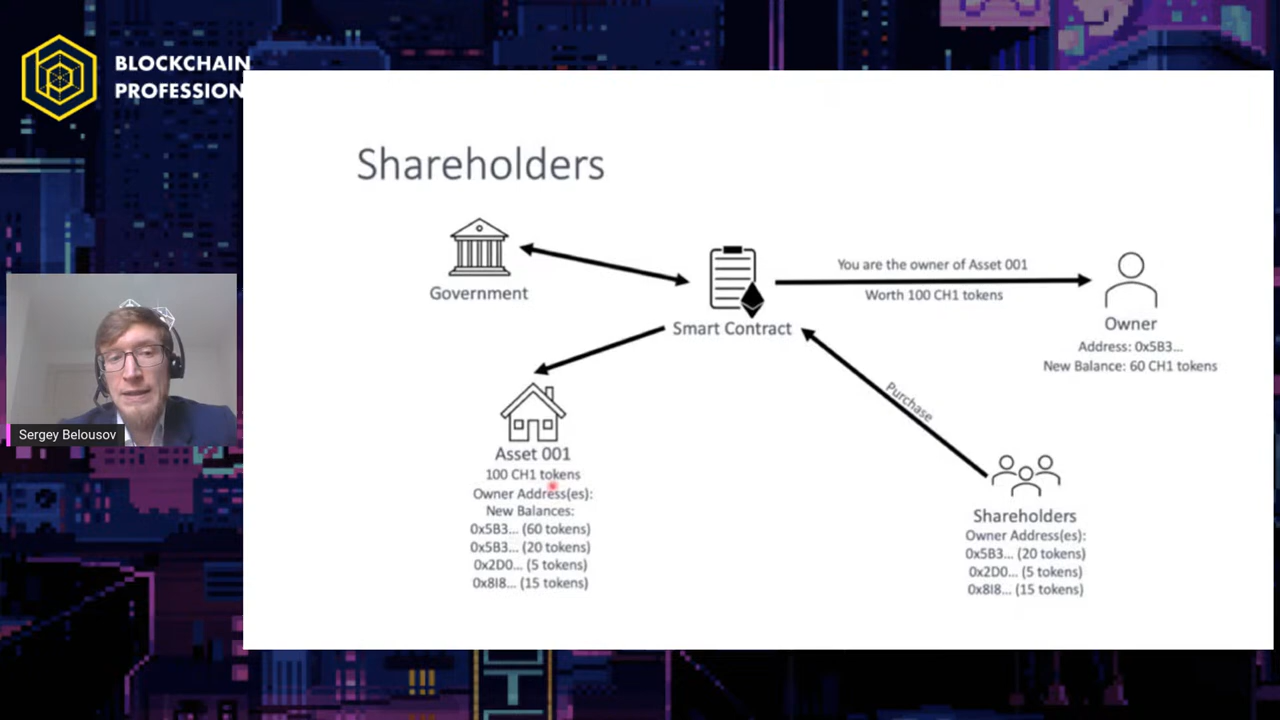 BLOCKCHAIN
PROFESSION
Shareholders
Government
Smart Contract
You are the owner of Asset 001
Worth 100 CH1 tokens
Owner
Address: 0x5B3...
New Balance: 60 CH1 tokens
Purchase
Asset 001
100 CH1 tokens
Owner Address(es):
New Balances:
0x5B3... (60 tokens)
0x5B3... (20 tokens)
0x2D0... (5 tokens)
0x8I8... (15 tokens)
Shareholders
Owner Address(es):
0x5B3... (20 tokens)
0x2D0... (5 tokens)
0x8I8... (15 tokens)
Sergey Belousov